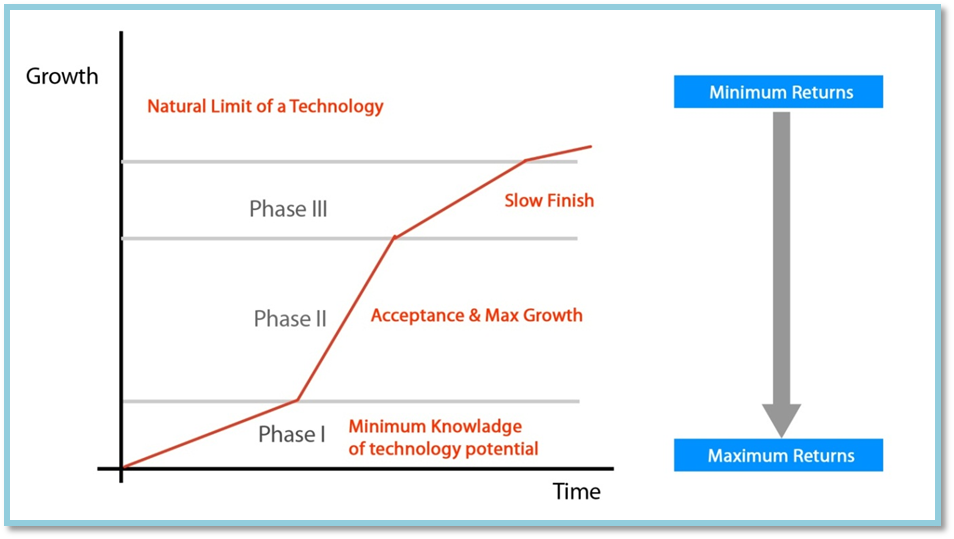 Growth
Natural Limit of a Technology
Minimum Returns
Phase III
Slow Finish
Phase II
Acceptance & Max Growth
Phase I
Minimum Knowladge
of technology potential
Maximum Returns
Time